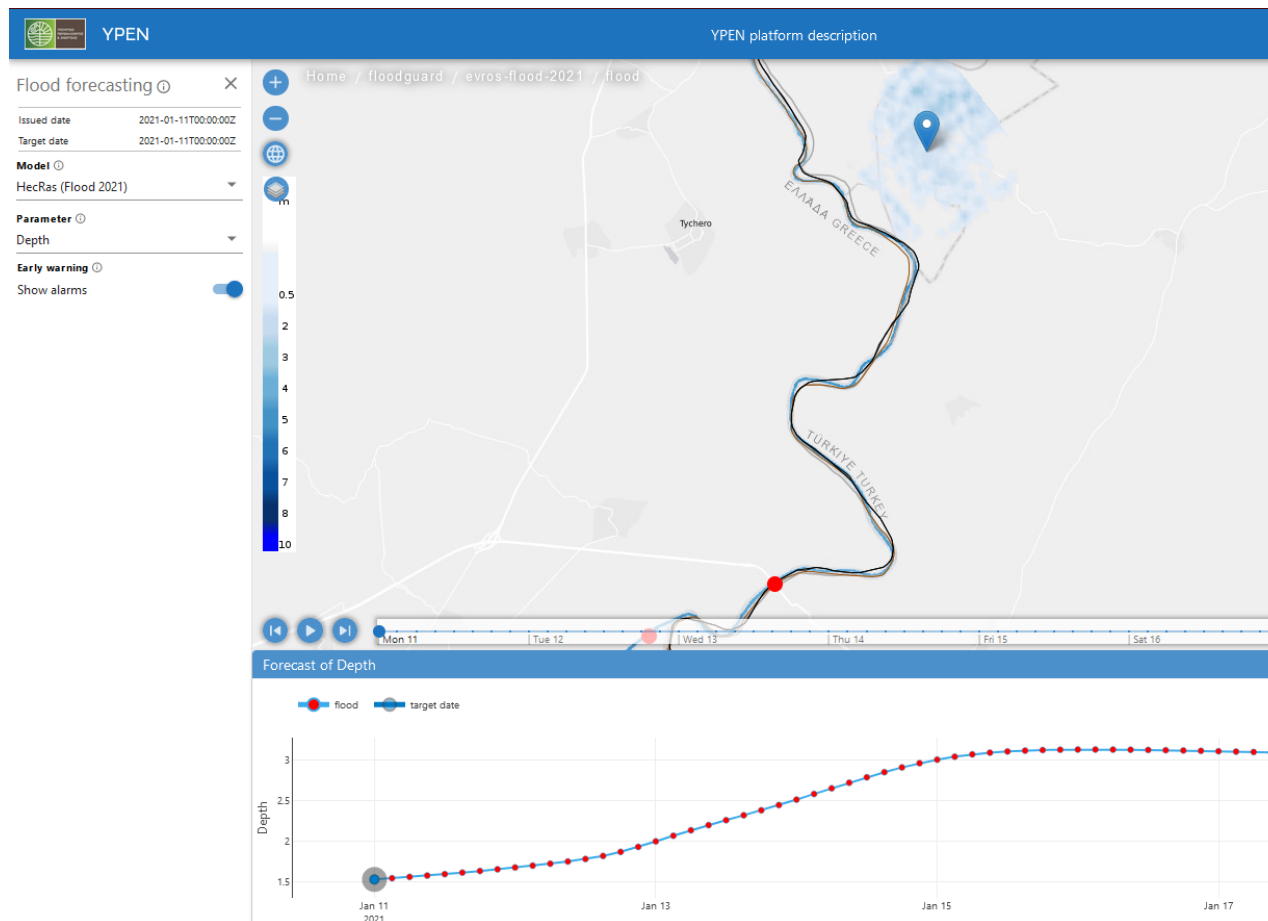 YPEN
YPEN platform description
Flood forecasting
Issued date 2021-01-11T00:00:00Z
Target date 2021-01-11T00:00:00Z
Model
HecRas (Flood 2021)
Parameter
Depth
Early warning
Show alarms
Home / floodguard / evros-flood-2021 / flood
m
0.5
2
3
4
5
6
7
8
10
Tychero
ΕΛΛΆΔΑ GREECE
TÜRKIYE TURKEY
Mon 11 Tue 12 Wed 13 Thu 14 Fri 15 Sat 16
Forecast of Depth
flood target date
Depth
3
2.5
2
1.5
Jan 11 Jan 13 Jan 15 Jan 17
2021